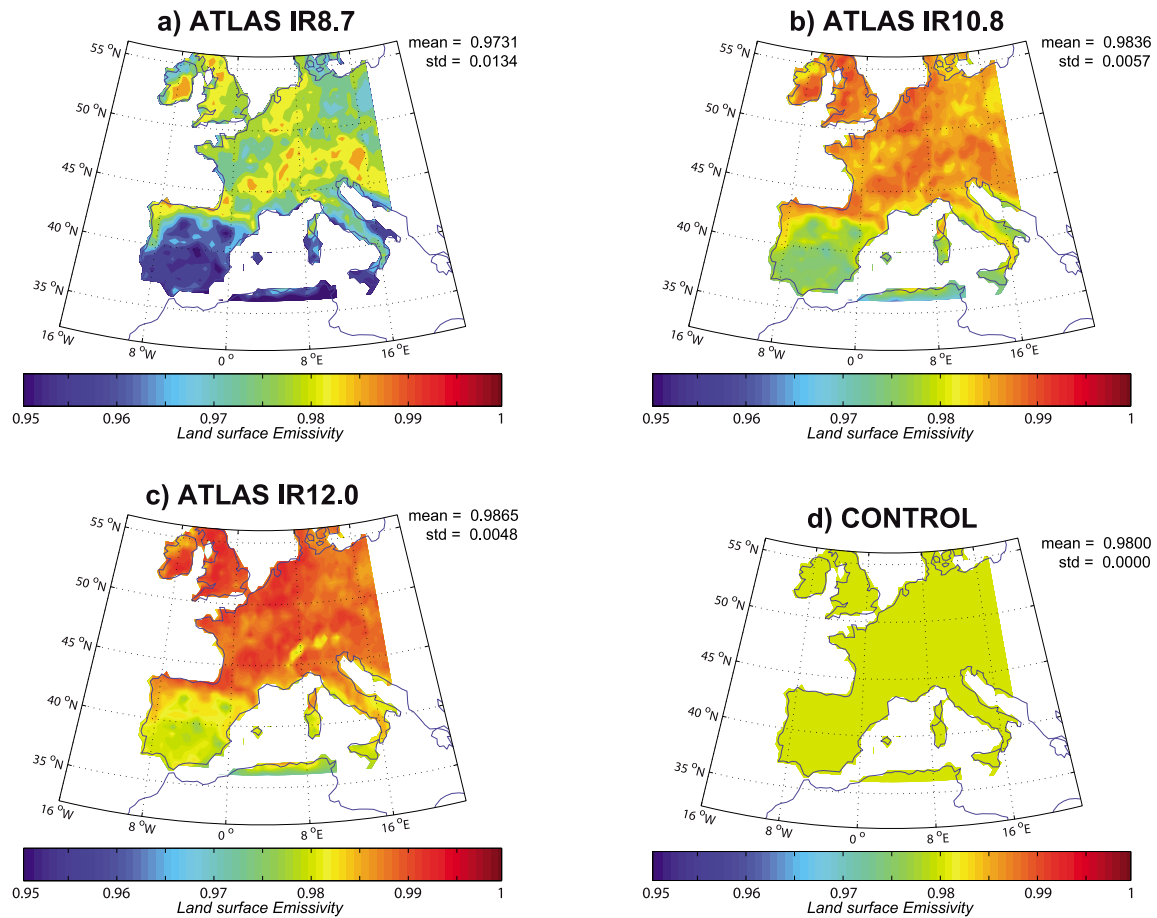 a) ATLAS IR8.7
mean = 0.9731
std = 0.0134
55 °N
50 °N
45 °N
40 °N
35 °N
16 °W
8 °W
0 °
8 °E
16 °E
0.95
0.96
0.97
0.98
0.99
1
Land surface Emissivity
b) ATLAS IR10.8
mean = 0.9836
std = 0.0057
55 °N
50 °N
45 °N
40 °N
35 °N
16 °W
8 °W
0 °
8 °E
16 °E
0.95
0.96
0.97
0.98
0.99
1
Land surface Emissivity
c) ATLAS IR12.0
mean = 0.9865
std = 0.0048
55 °N
50 °N
45 °N
40 °N
35 °N
16 °W
8 °W
0 °
8 °E
16 °E
0.95
0.96
0.97
0.98
0.99
1
Land surface Emissivity
d) CONTROL
mean = 0.9800
std = 0.0000
55 °N
50 °N
45 °N
40 °N
35 °N
16 °W
8 °W
0 °
8 °E
16 °E
0.95
0.96
0.97
0.98
0.99
1
Land surface Emissivity